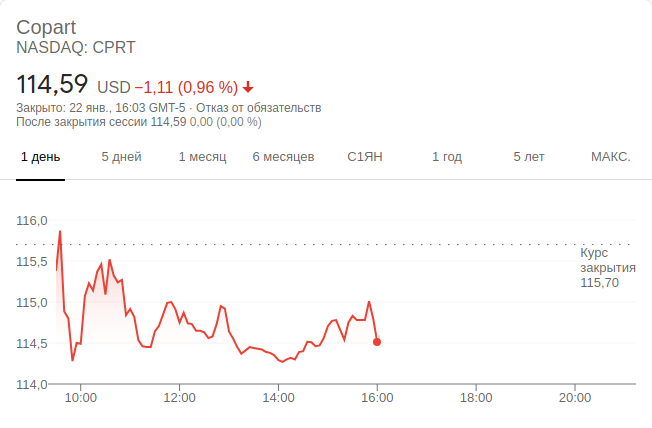 Copart
NASDAQ: CPRT
114,59 USD −1,11 (0,96 %)
Закрыто: 22 янв., 16:03 GMT-5 · Отказ от обязательств
После закрытия сессии 114,59 0,00 (0,00 %)
1 день 5 дней 1 месяц 6 месяцев С1ЯН 1 год 5 лет МАКС.
116,0
115,5
115,0
114,5
114,0
Курс
закрытия
115,70
10:00 12:00 14:00 16:00 18:00 20:00